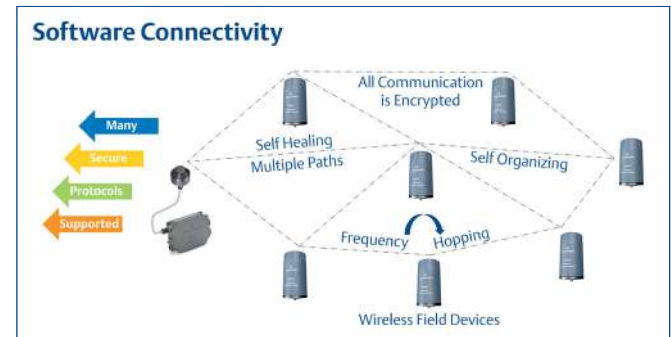 Software Connectivity
All Communication
is Encrypted
Many
Secure
Protocols
Supported
Self Healing
Multiple Paths
Self Organizing
Frequency Hopping
Wireless Field Devices